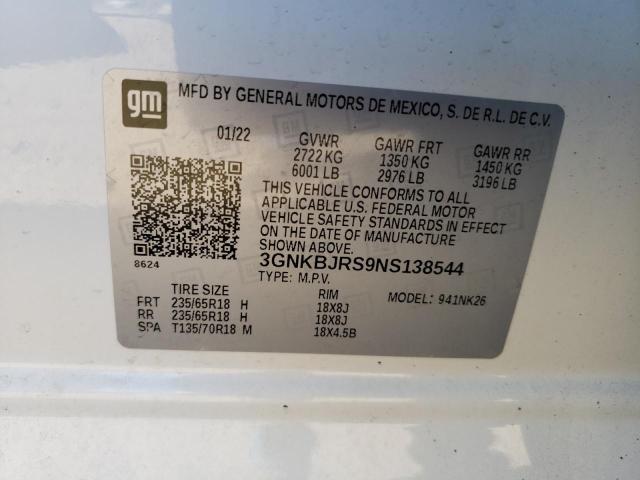 gm
MFD BY GENERAL MOTORS DE MEXICO, S. DE R.L. DE C.V.
01/22 GVWR GAWR FRT GAWR RR
2722 KG 1350 KG 1450 KG
6001 LB 2976 LB 3196 LB
THIS VEHICLE CONFORMS TO ALL
APPLICABLE U.S. FEDERAL MOTOR
VEHICLE SAFETY STANDARDS IN EFFECT
ON THE DATE OF MANUFACTURE
SHOWN ABOVE.
8624 3GNKBJRS9NS138544
TYPE: M.P.V.
TIRE SIZE RIM MODEL: 941NK26
FRT 235/65R18 H 18X8J
RR 235/65R18 H 18X8J
SPA T135/70R18 M 18X4.5B